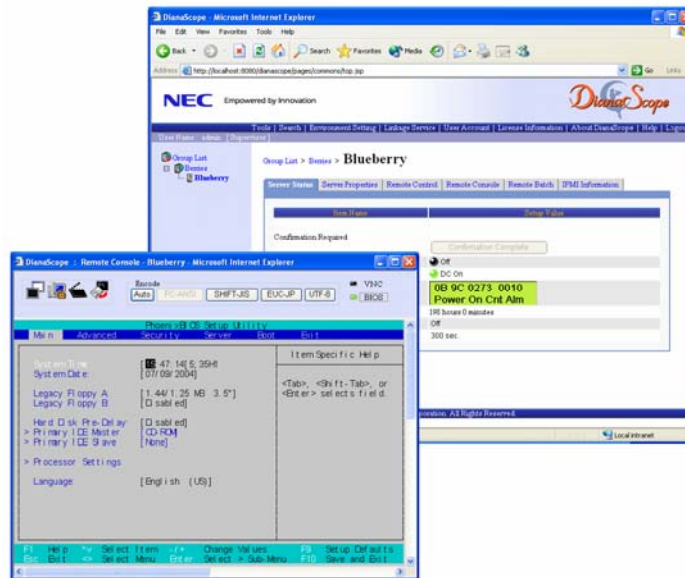 DianaScope - Microsoft Internet Explorer
File Edit View Favorites Tools Help
Back Search Favorites Media
Address http://localhost:8080/dianascope/pages/commons/top.jsp Go Links
NEC Empowered by Innovation DianaScope
Tools | Search | Environment Setting | Linkage Service | User Account | License Information | About DianaScope | Help | Logout
User Name admin
Group List
Berries
Blueberry
Group List > Berries > Blueberry
Server Status Server Properties Remote Control Remote Console Remote Batch IPMI Information
Item Name Setup Value
Confirmation Required
Confirmation Complete
Off
DC On
0B 9C 0273 0010
Power On Cnt Alm
198 hours 0 minutes
Off
300 sec.
poration. All Rights Reserved.
Local intranet
DianaScope : Remote Console - Blueberry - Microsoft Internet Explorer
Encode
Auto PC-ANSI SHIFT-JIS EUC-JP UTF-8
VNC
BIOS
PhoenixBIOS Setup Utility
Main Advanced Security Server Boot Exit
Item Specific Help
System Time:
System Date: [07/09/2004]
<Tab>, <Shift-Tab>, or
<Enter> selects field.
Legacy Floppy A: [1.44/1.25 MB 3.5"]
Legacy Floppy B: [Disabled]
Hard Disk Pre-Delay: [Disabled]
> Primary IDE Master [CD-ROM]
> Primary IDE Slave [None]
> Processor Settings
Language: [English (US)]
F1 Help Select Item -/+ Change Values F9 Setup Defaults
Esc Exit <> Select Menu Enter Select > Sub-Menu F10 Save and Exit